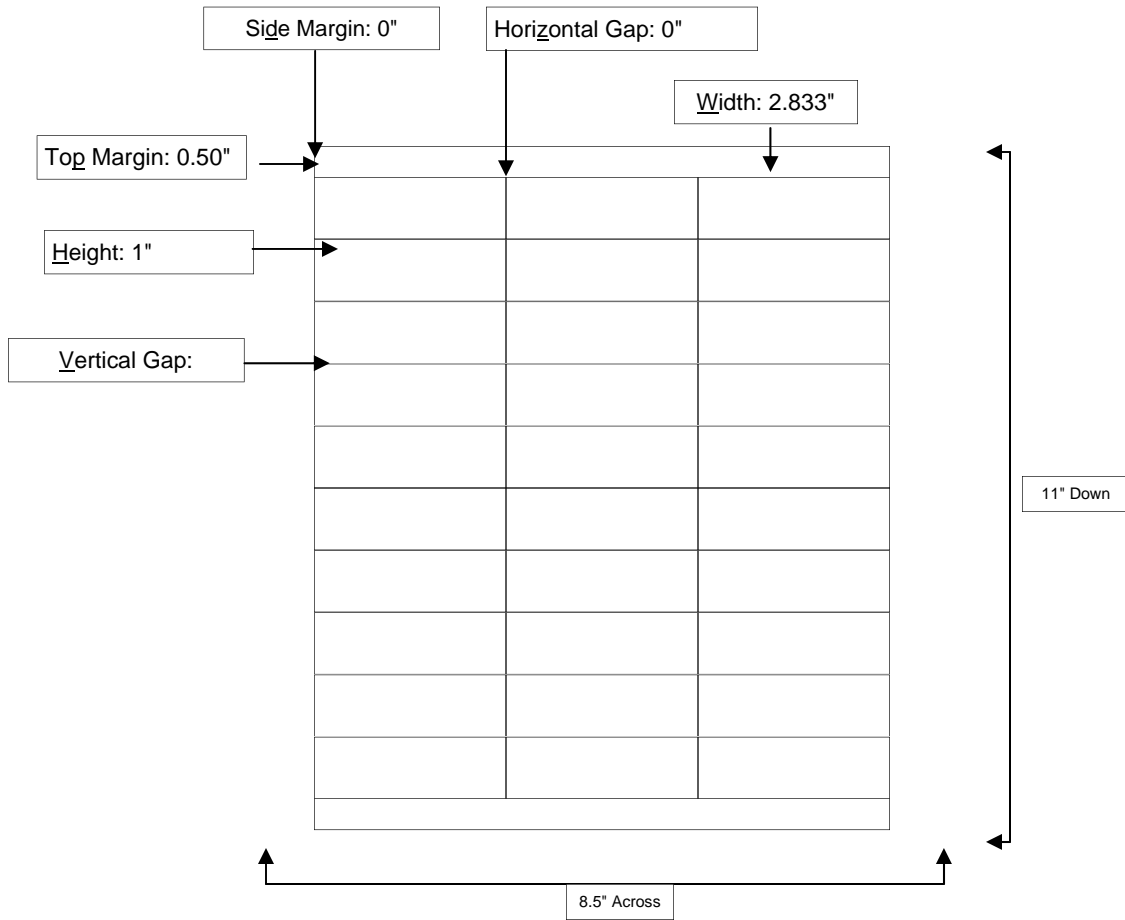 Side Margin: 0"
Horizontal Gap: 0"
Width: 2.833"
Top Margin: 0.50"
Height: 1"
Vertical Gap:
11" Down
8.5" Across